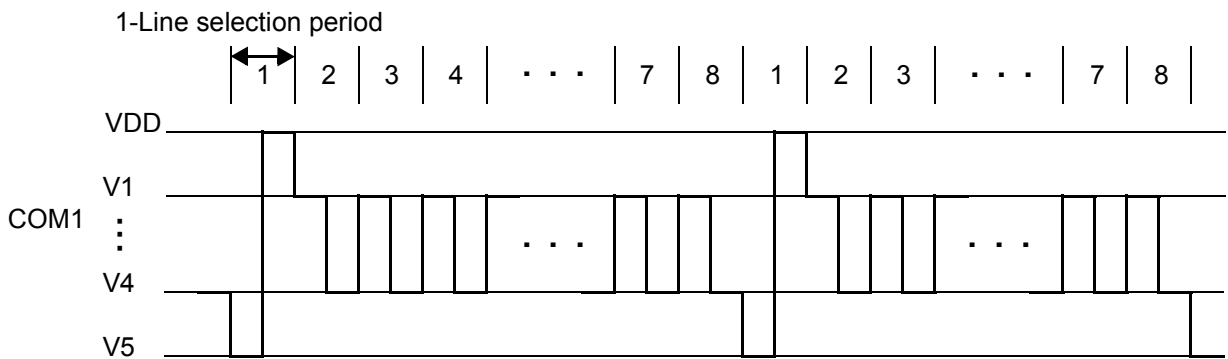 1-Line selection period
1 2 3 4 · · · 7 8 1 2 3 · · · 7 8
VDD
V1
COM1
· · · · · ·
V4
V5